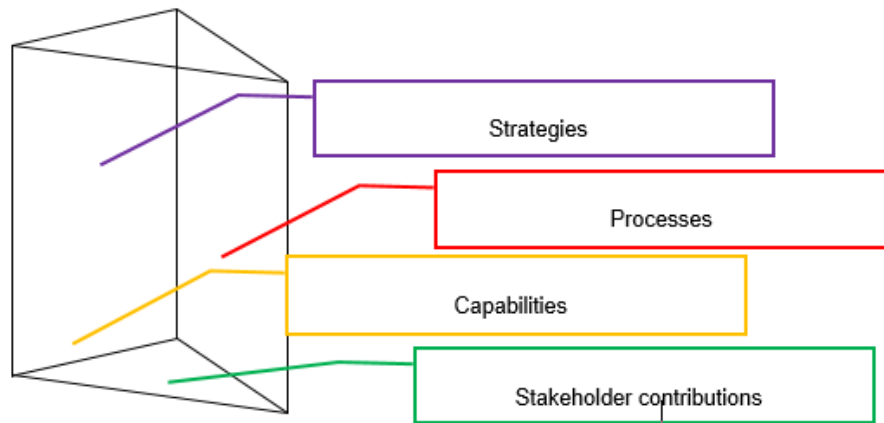 Strategies
Processes
Capabilities
Stakeholder contributions